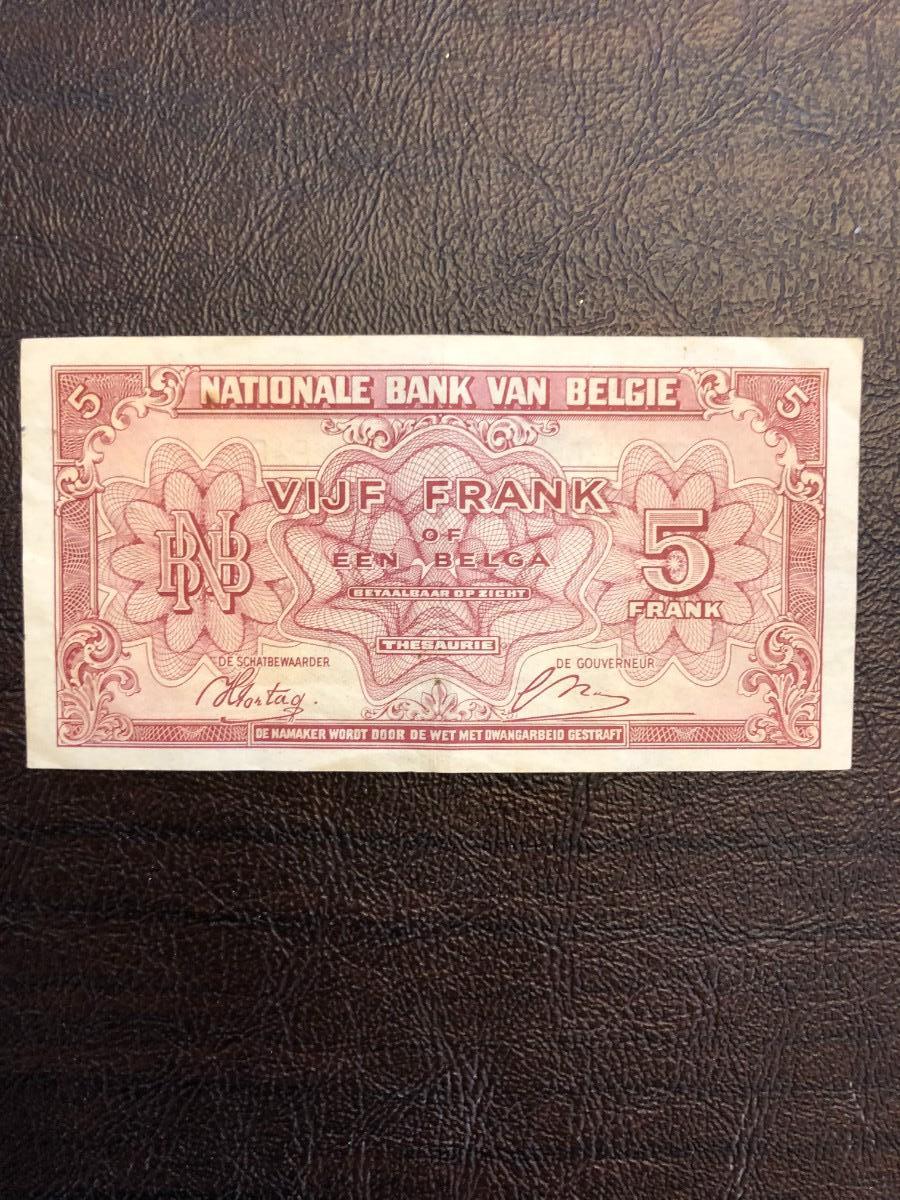 5
NATIONALE BANK VAN BELGIE
5
VIJF FRANK
OF
EEN BELGA
BETAALBAAR OP ZICHT
BNB
5
FRANK
THESAURIE
DE SCHATBEWAARDER
DE GOUVERNEUR
DE NAMAKER WORDT DOOR DE WET MET DWANGARBEID GESTRAFT